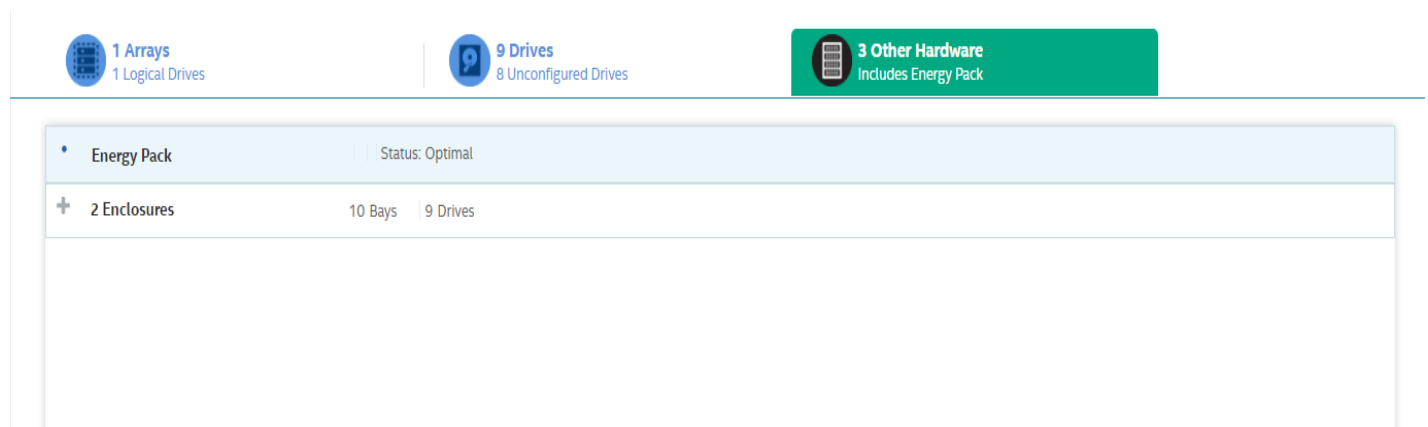 1 Arrays
1 Logical Drives
9 Drives
8 Unconfigured Drives
3 Other Hardware
Includes Energy Pack
Energy Pack Status: Optimal
2 Enclosures 10 Bays 9 Drives